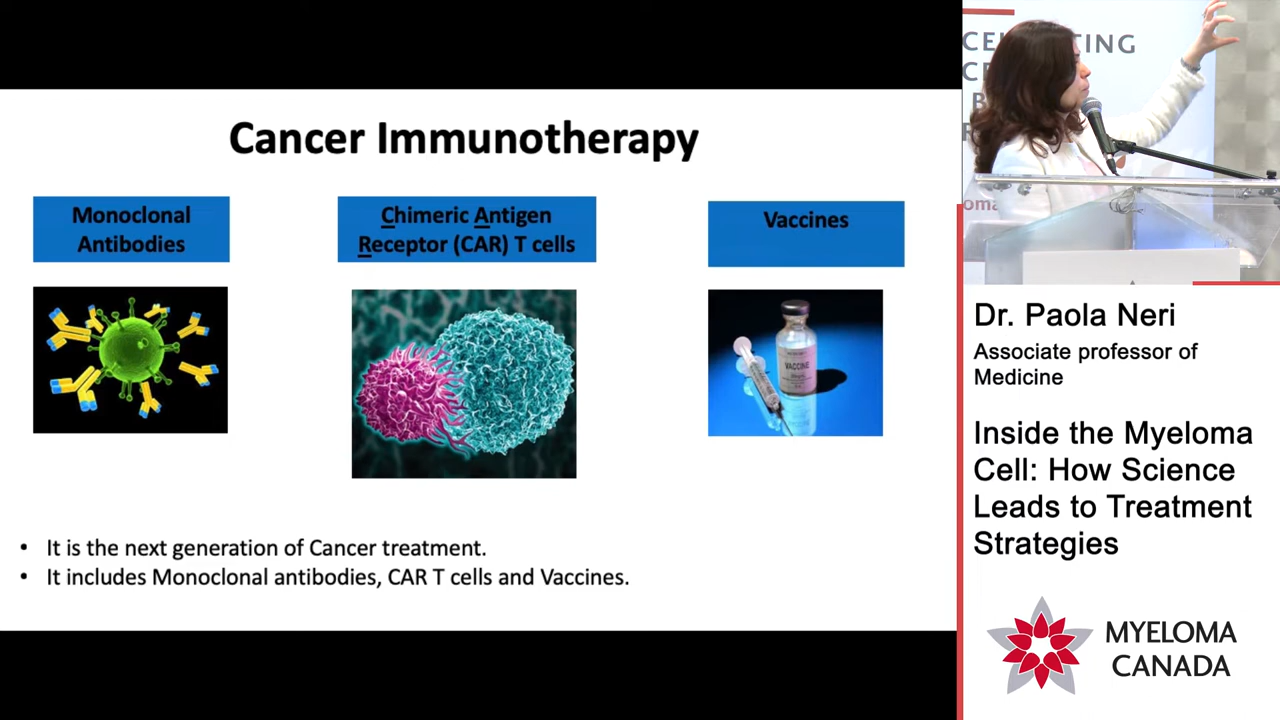 Cancer Immunotherapy
Monoclonal
Antibodies
Chimeric Antigen
Receptor (CAR) T cells
Vaccines
VACCINE
It is the next generation of Cancer treatment.
It includes Monoclonal antibodies, CAR T cells and Vaccines.
Dr. Paola Neri
Associate professor of
Medicine
Inside the Myeloma
Cell: How Science
Leads to Treatment
Strategies
MYELOMA
CANADA